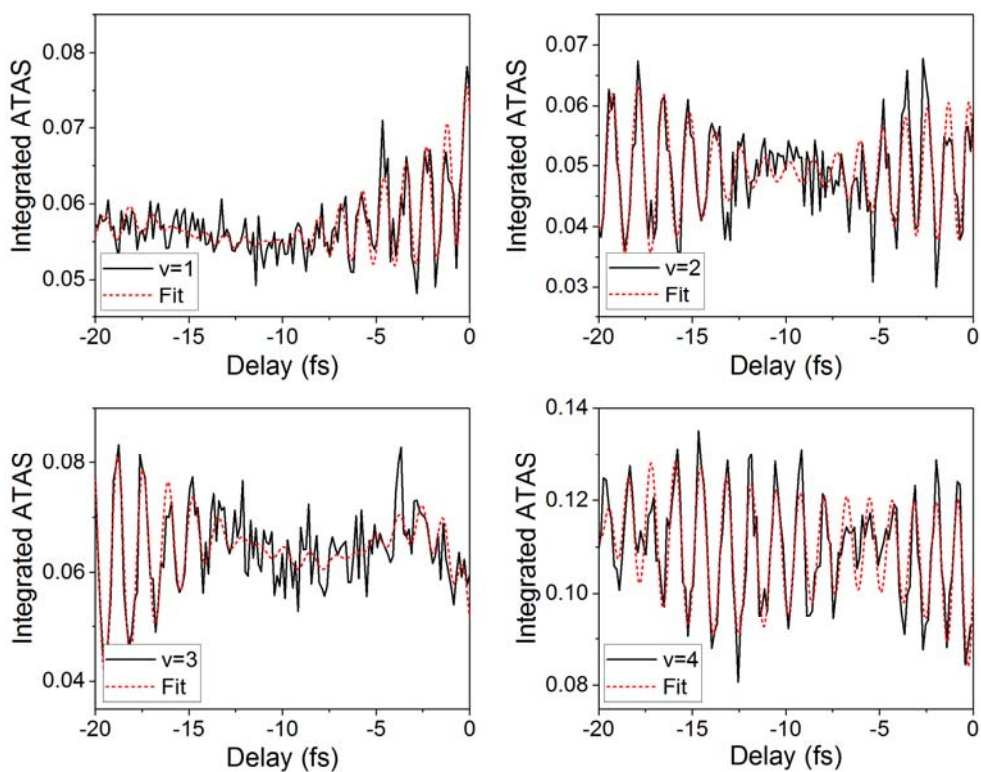 Integrated ATAS
0.08
0.07
0.06
0.05
v=1
Fit
-20 -15 -10 -5 0
Delay (fs)
Integrated ATAS
0.07
0.06
0.05
0.04
0.03
v=2
Fit
-20 -15 -10 -5 0
Delay (fs)
Integrated ATAS
0.08
0.06
0.04
v=3
Fit
-20 -15 -10 -5 0
Delay (fs)
Integrated ATAS
0.14
0.12
0.10
0.08
v=4
Fit
-20 -15 -10 -5 0
Delay (fs)